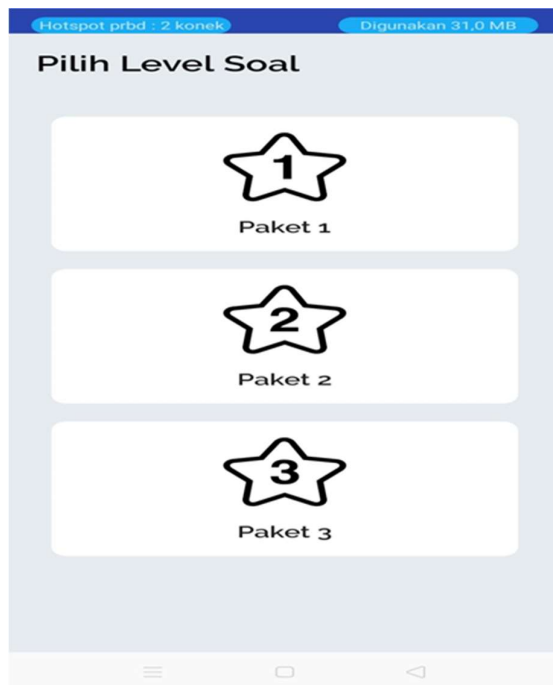 Hotspot prbd : 2 konek
Digunakan 31,0 MB
Pilih Level Soal
1
Paket 1
2
Paket 2
3
Paket 3